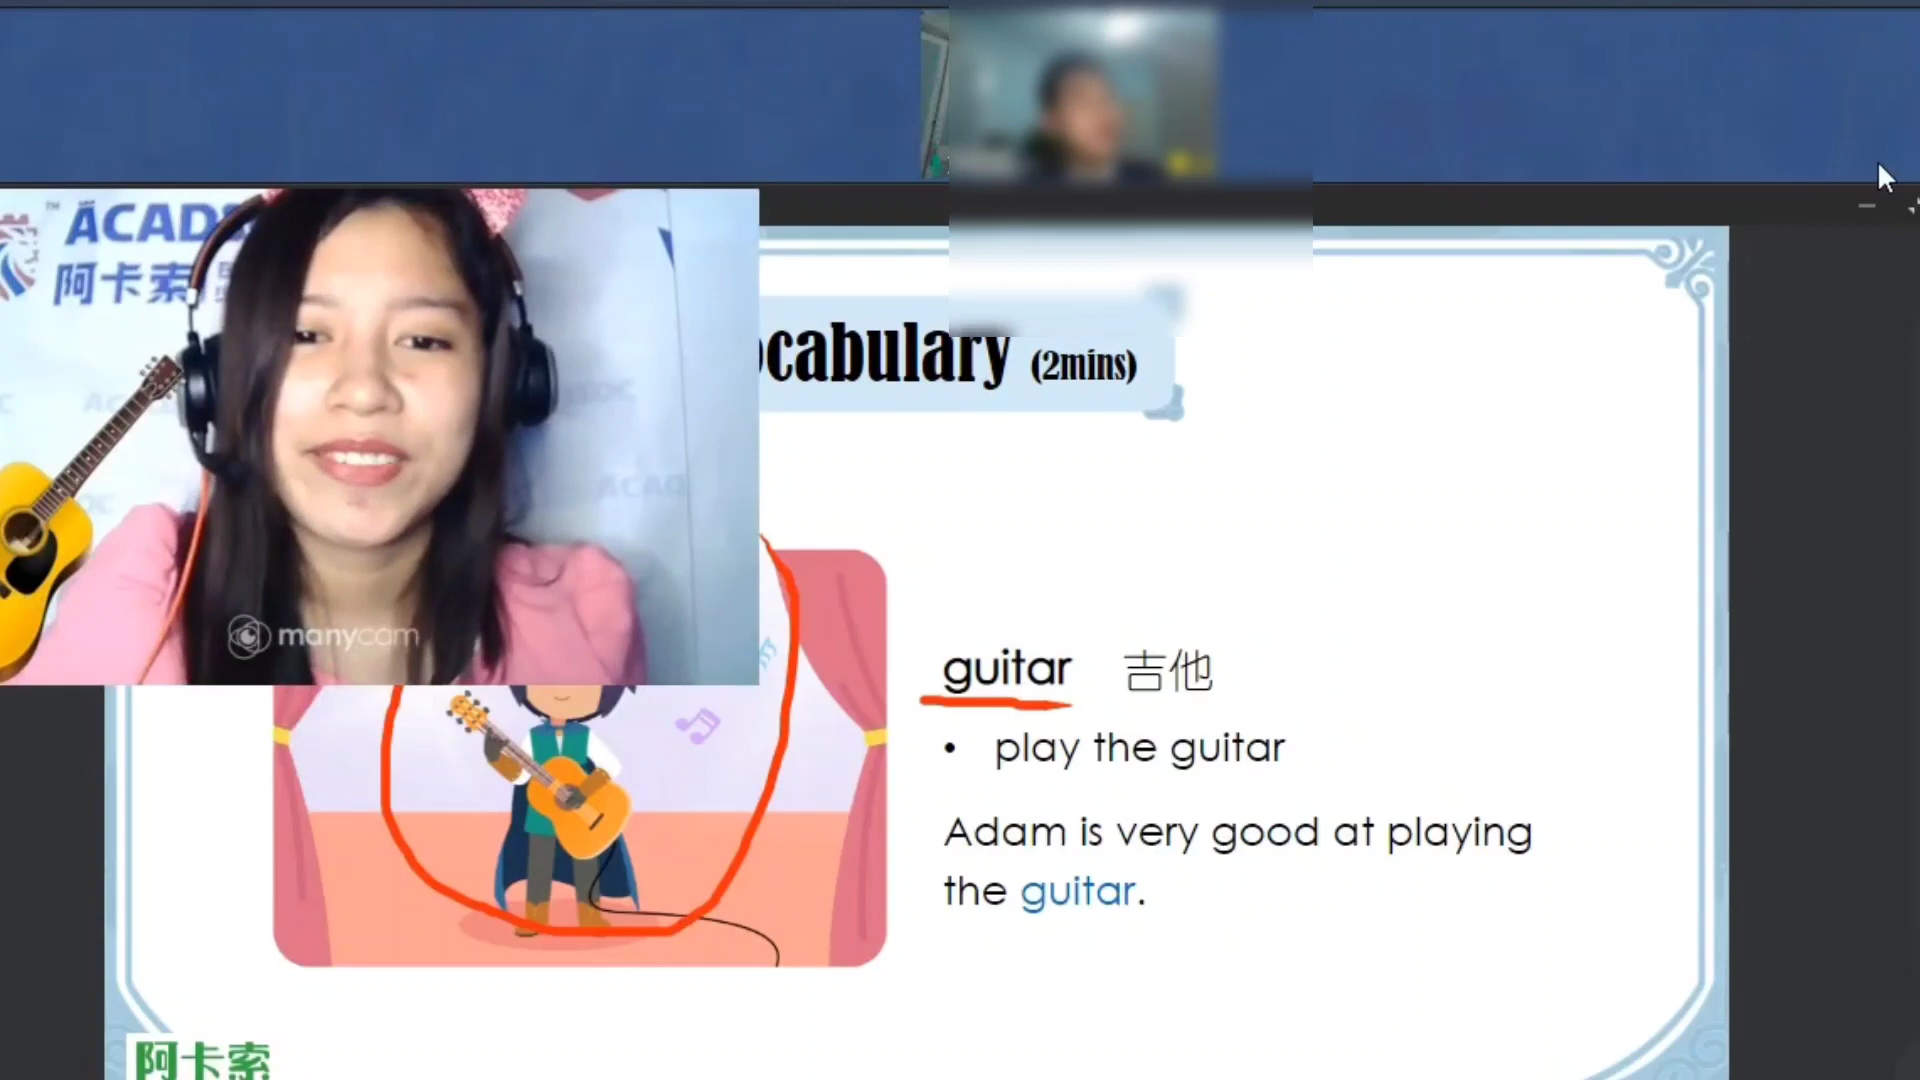 ACAD
阿卡索
ocabulary (2mins)
manycam
guitar 吉他
• play the guitar
Adam is very good at playing
the guitar.
阿卡索